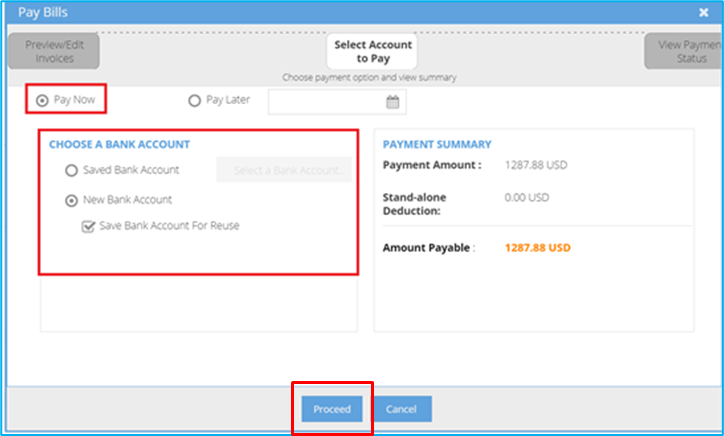 Pay Bills
Preview/Edit
Invoices
Select Account
to Pay
View Paymen
Status
Choose payment option and view summary
Pay Now
Pay Later
CHOOSE A BANK ACCOUNT
Saved Bank Account
Select a Bank Account..
New Bank Account
Save Bank Account For Reuse
PAYMENT SUMMARY
Payment Amount :
1287.88 USD
Stand-alone
Deduction:
0.00 USD
Amount Payable :
1287.88 USD
Proceed
Cancel